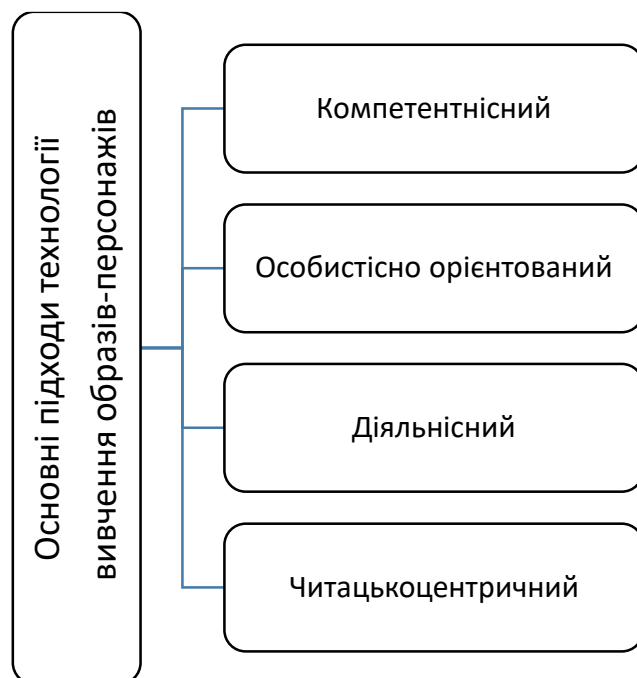 Основні підходи технології
вивчення образів-персонажів
Компетентнісний
Особистісно орієнтований
Діяльнісний
Читацькоцентричний